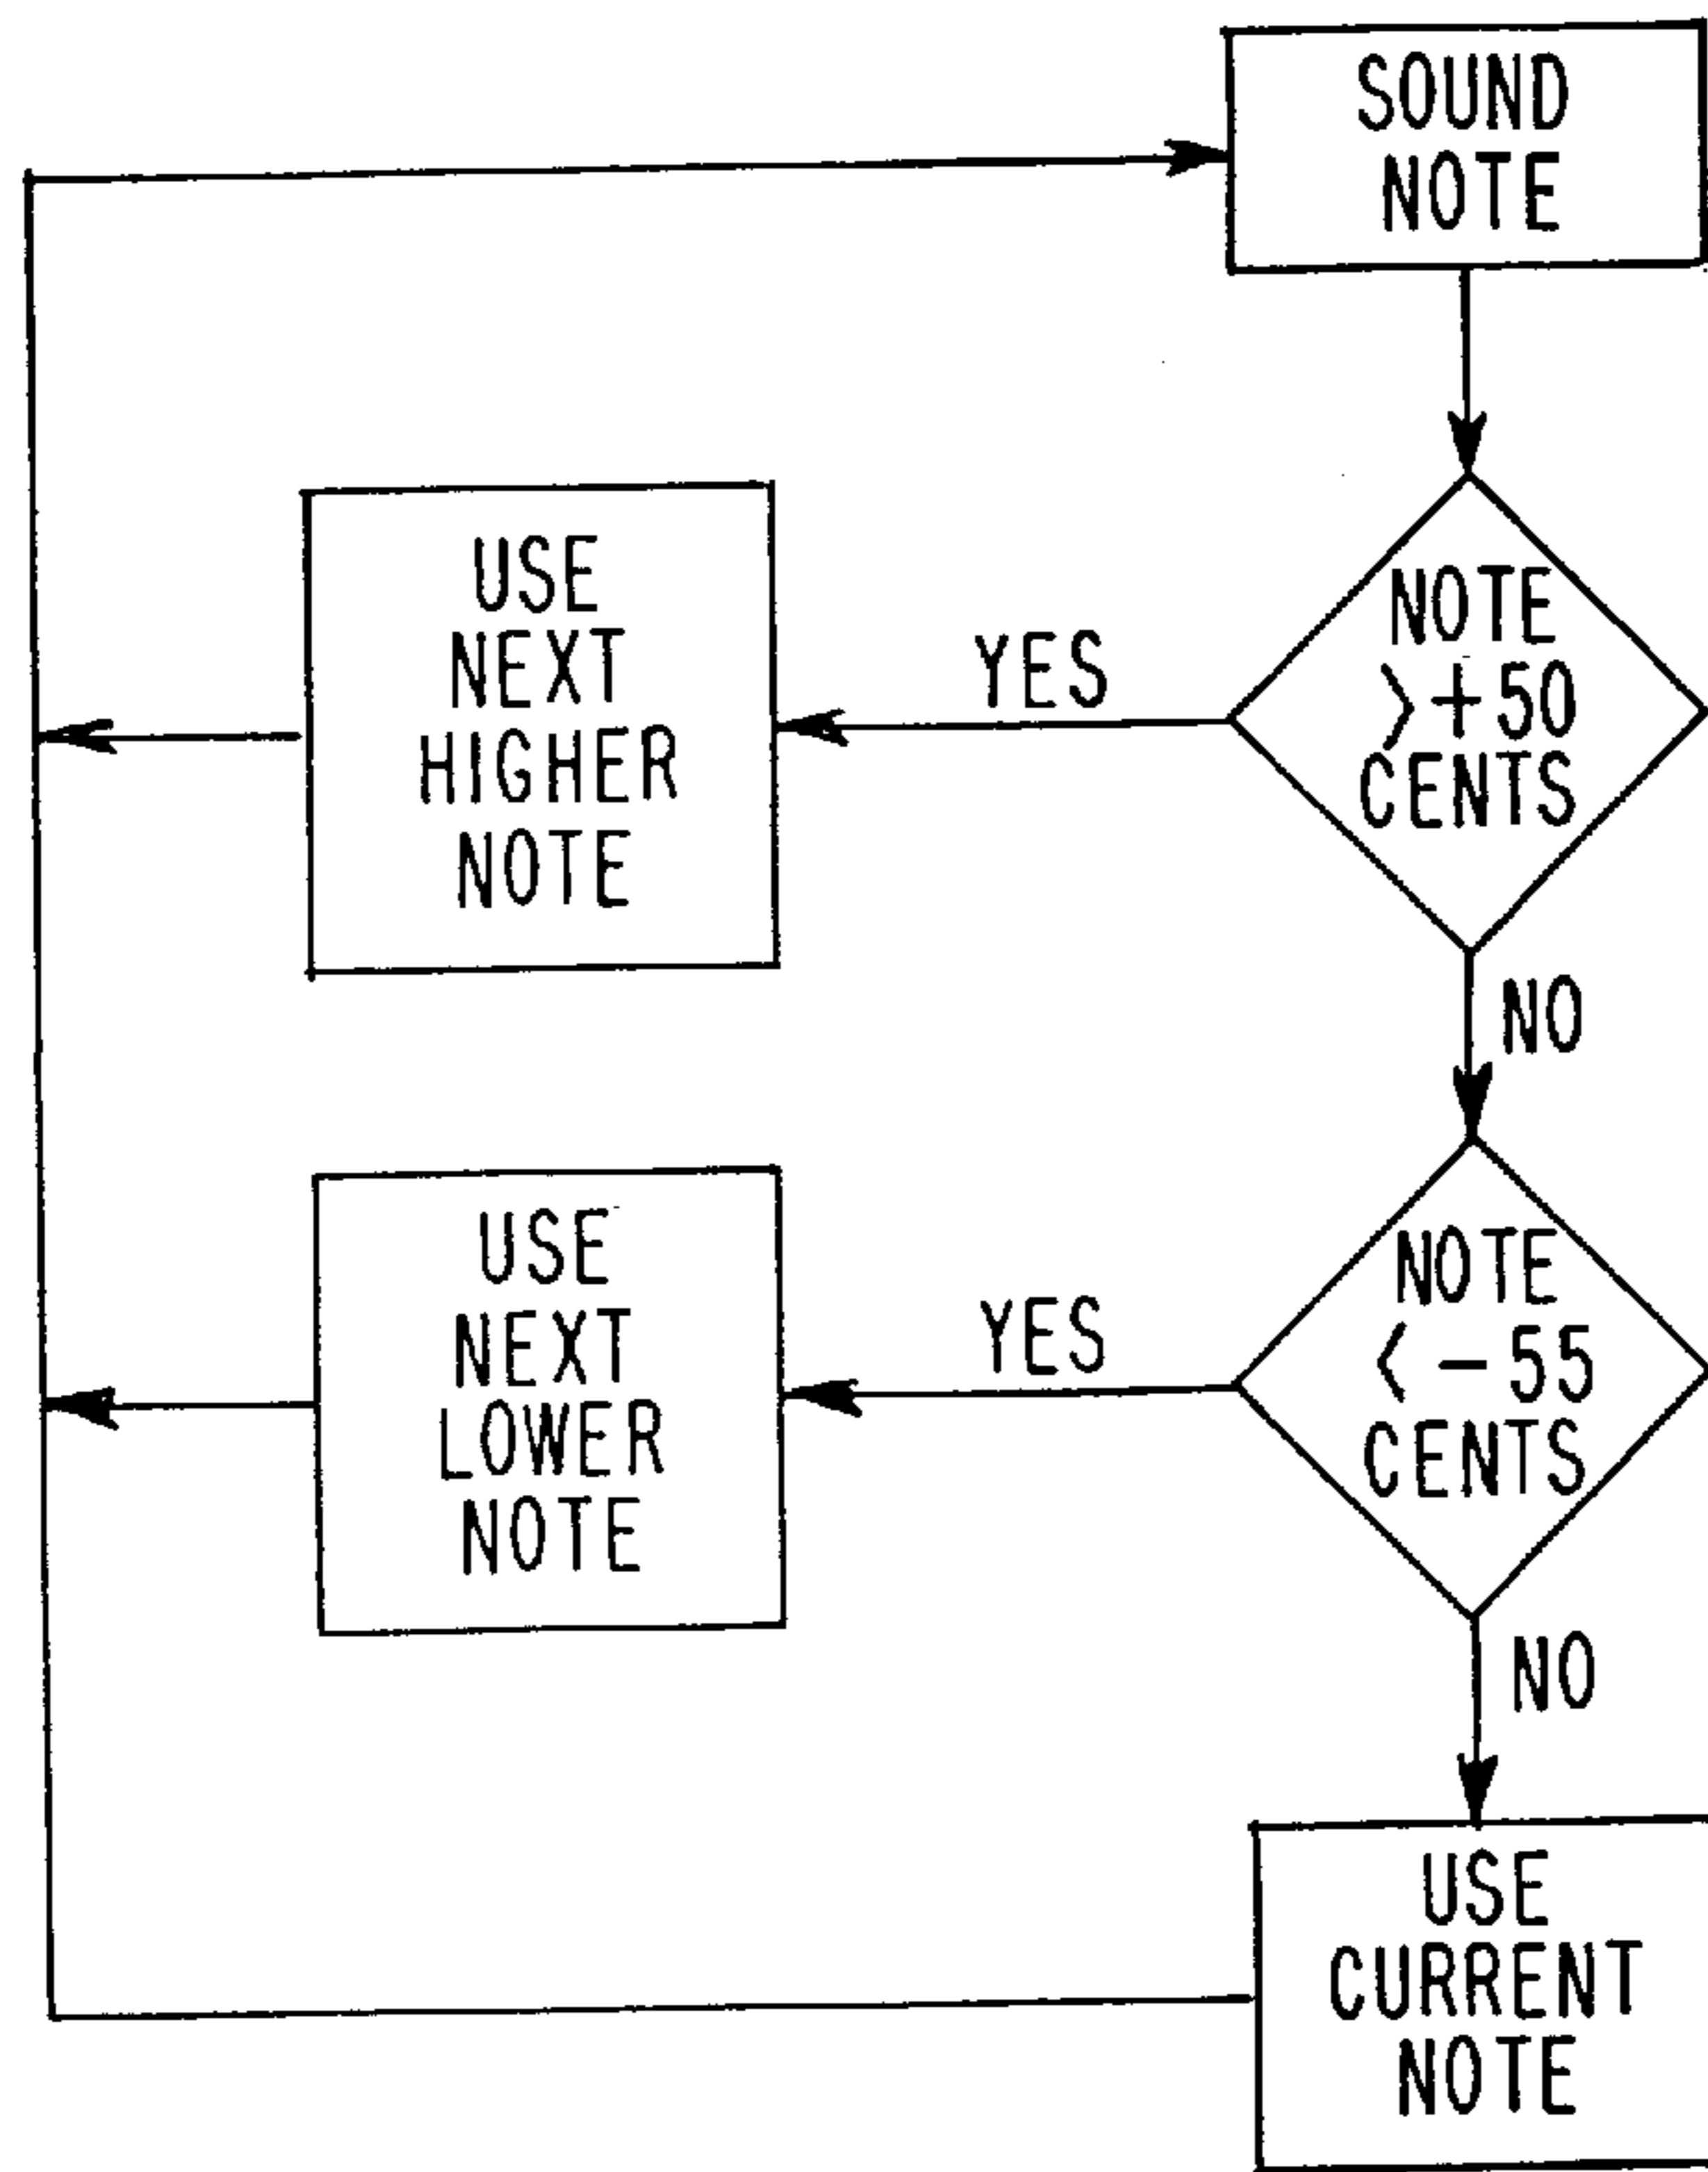 SOUND
NOTE
NOTE
>+50
CENTS
YES
USE
NEXT
HIGHER
NOTE
NO
NOTE
<-55
CENTS
YES
USE
NEXT
LOWER
NOTE
NO
USE
CURRENT
NOTE